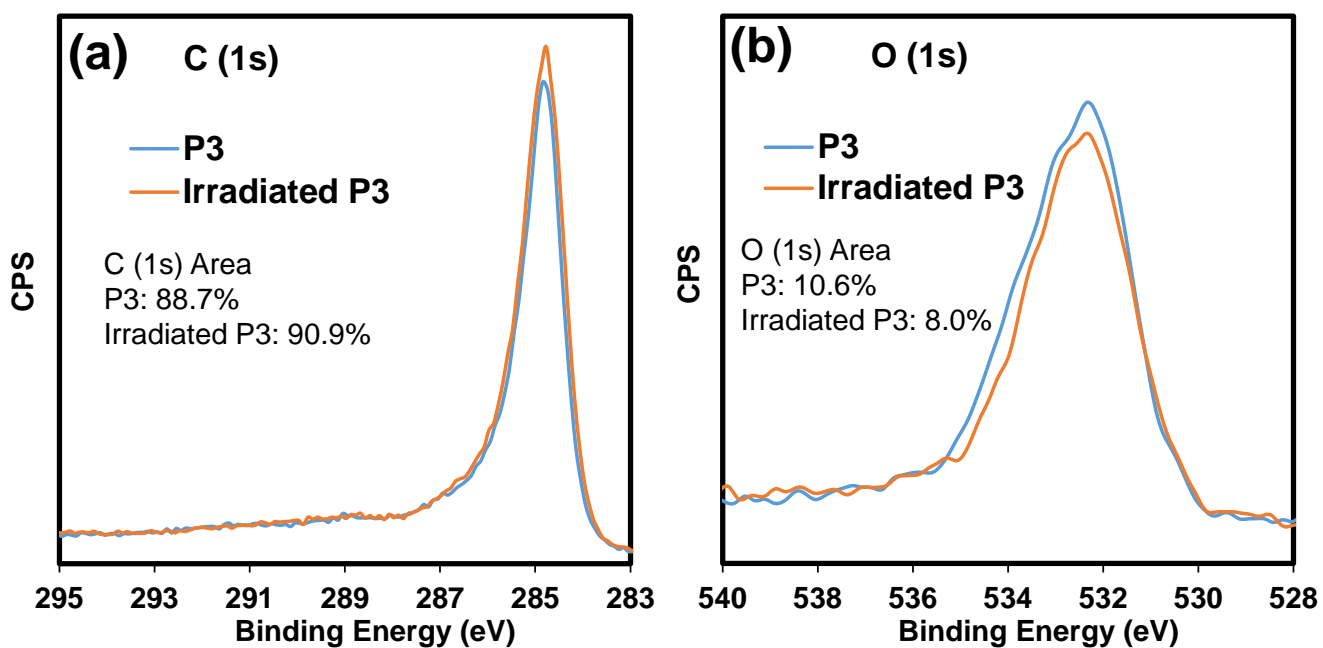 (a) C (1s)
P3
Irradiated P3
C (1s) Area
P3: 88.7%
Irradiated P3: 90.9%
CPS
295 293 291 289 287 285 283
Binding Energy (eV)
(b) O (1s)
P3
Irradiated P3
O (1s) Area
P3: 10.6%
Irradiated P3: 8.0%
CPS
540 538 536 534 532 530 528
Binding Energy (eV)